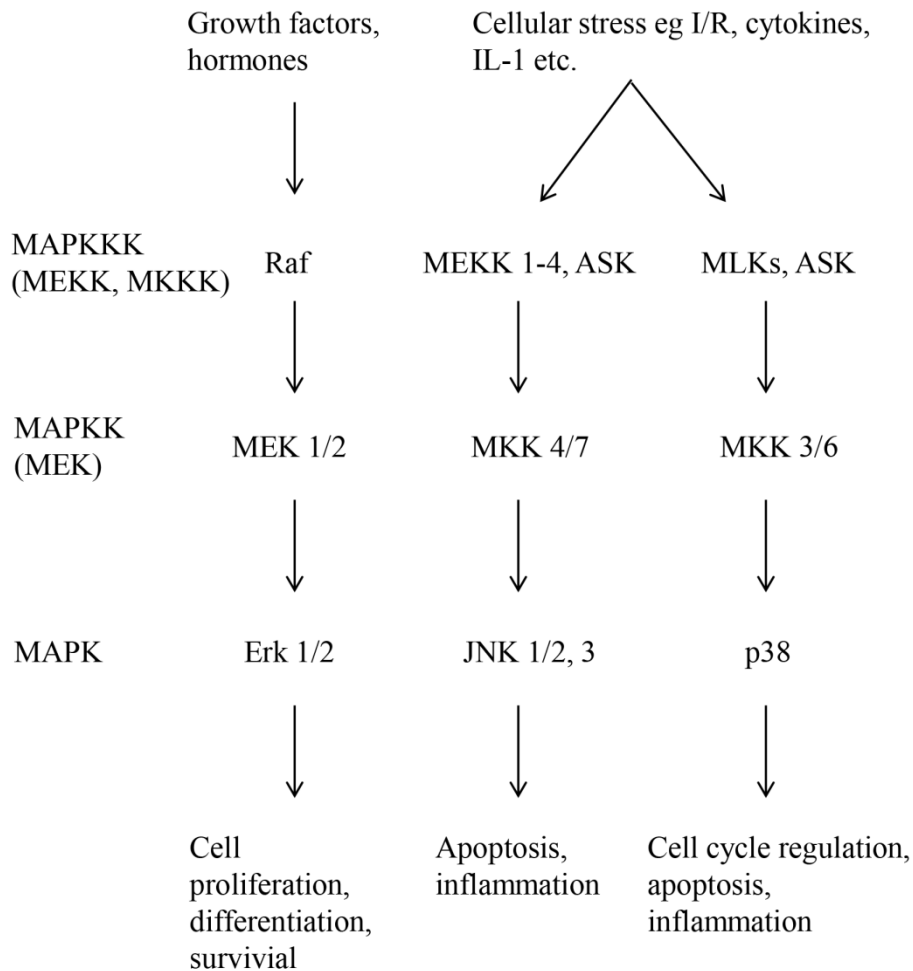 Growth factors,
hormones
Cellular stress eg I/R, cytokines,
IL-1 etc.
MAPKKK
(MEKK, MKKK)
Raf
MEKK 1-4, ASK
MLKs, ASK
MAPKK
(MEK)
MEK 1/2
MKK 4/7
MKK 3/6
MAPK
Erk 1/2
JNK 1/2, 3
p38
Cell
proliferation,
differentiation,
survivial
Apoptosis,
inflammation
Cell cycle regulation,
apoptosis,
inflammation